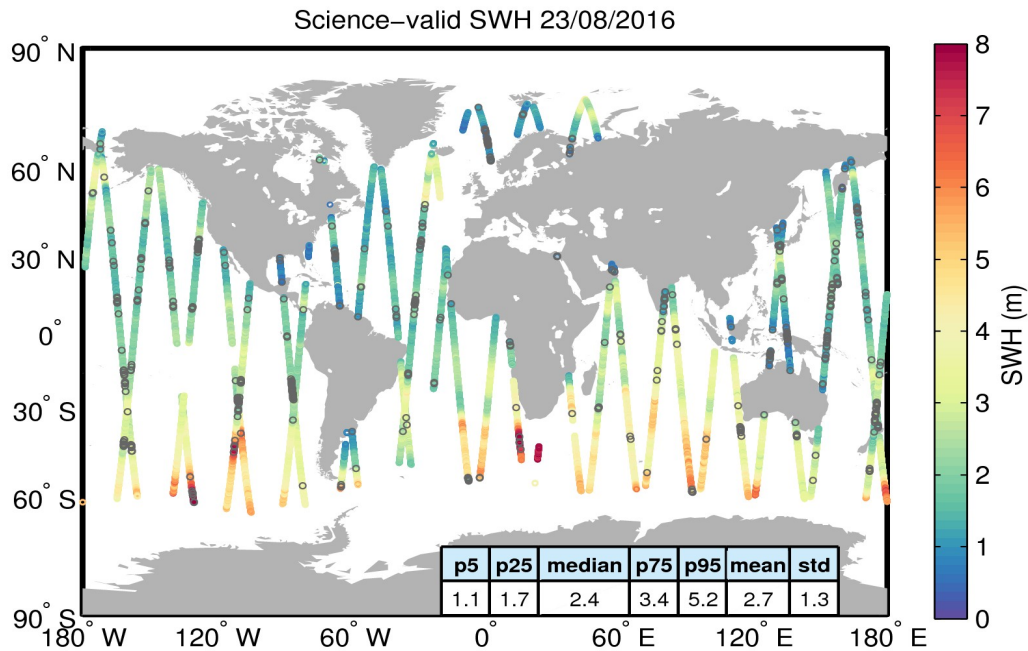 Science−valid SWH 23/08/2016
90° N
60° N
30° N
0°
30° S
60° S
90° S
180° W
120° W
60° W
0°
60° E
120° E
180° E
8
7
6
5
4
3
2
1
0
SWH (m)
p5 p25 median p75 p95 mean std
1.1 1.7 2.4 3.4 5.2 2.7 1.3